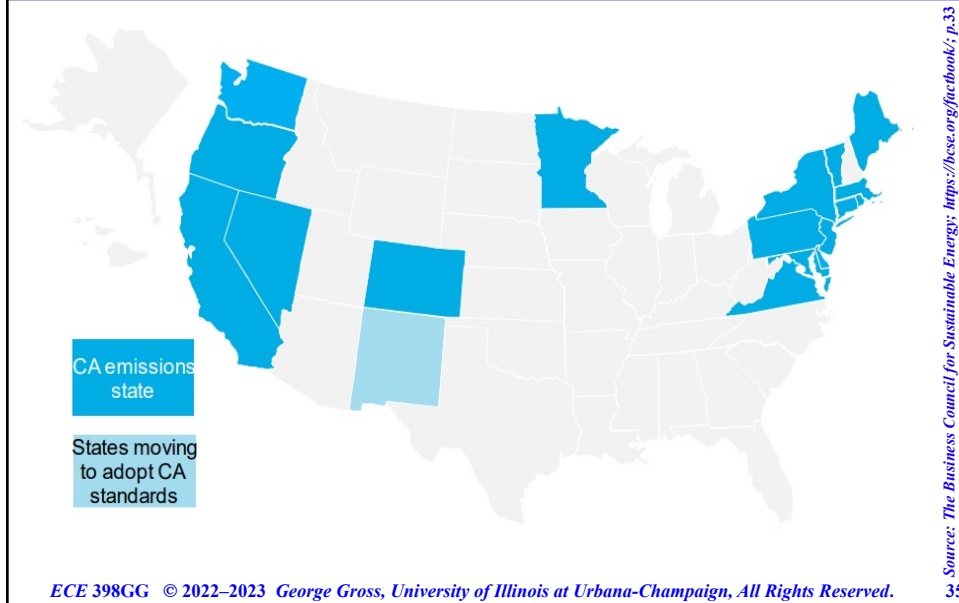 CA emissions
state
States moving
to adopt CA
standards
Source: The Business Council for Sustainable Energy; https://bcse.org/factbook/; p.33
ECE 398GG © 2022–2023 George Gross, University of Illinois at Urbana-Champaign, All Rights Reserved.
35